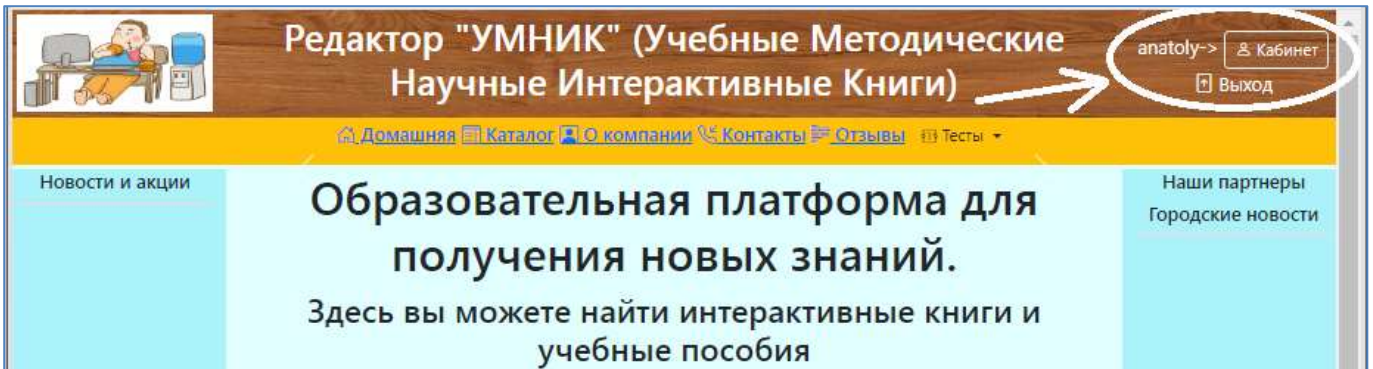 Редактор "УМНИК" (Учебные Методические
Научные Интерактивные Книги)
anatoly-> Кабинет
Выход
Домашняя Каталог О компании Контакты Отзывы Тесты
Новости и акции
Образовательная платформа для
получения новых знаний.
Здесь вы можете найти интерактивные книги и
учебные пособия
Наши партнеры
Городские новости